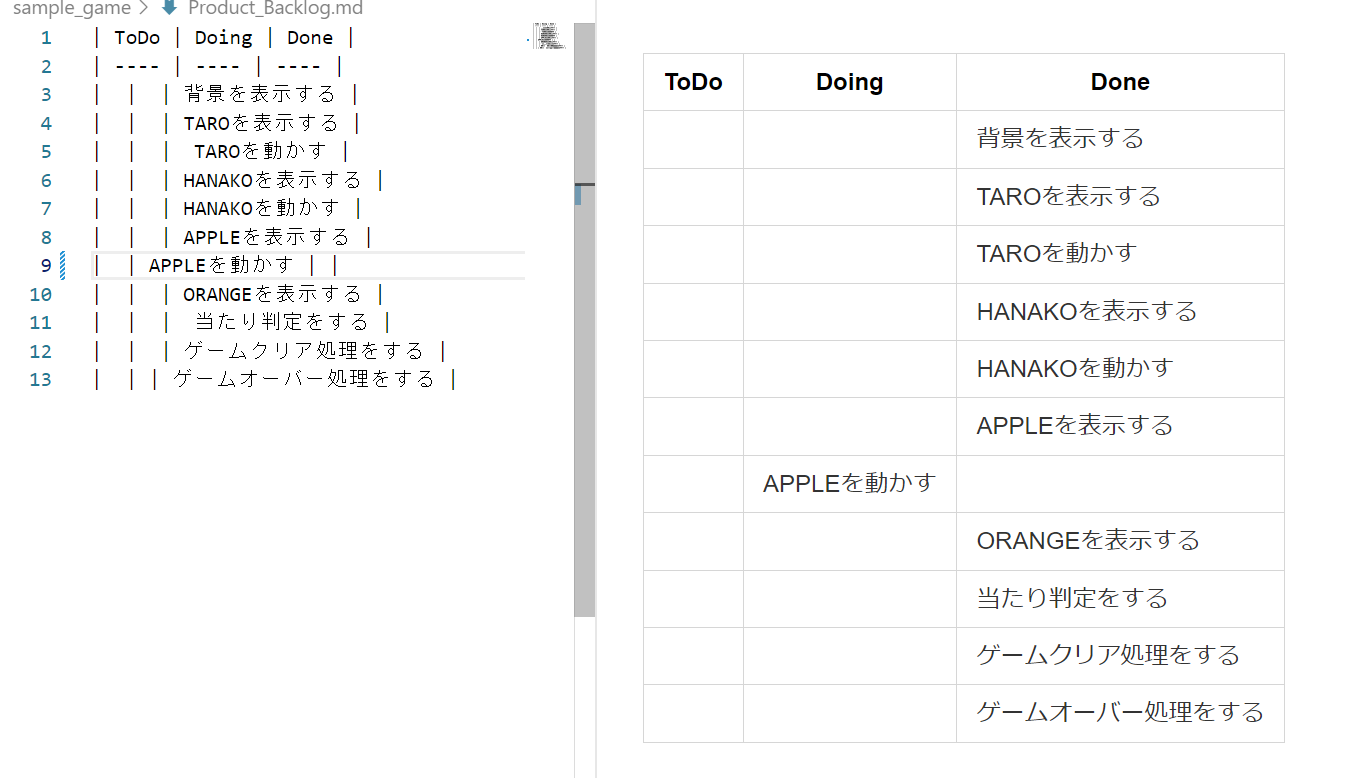 sample_game > Product_Backlog.md
1 | ToDo | Doing | Done |
2 | ---- | ---- | ---- |
3 | | | 背景を表示する |
4 | | | TAROを表示する |
5 | | | TAROを動かす |
6 | | | HANAKOを表示する |
7 | | | HANAKOを動かす |
8 | | | APPLEを表示する |
9 | | APPLEを動かす | |
10 | | | ORANGEを表示する |
11 | | | 当たり判定をする |
12 | | | ゲームクリア処理をする |
13 | | | ゲームオーバー処理をする |
ToDo Doing Done
背景を表示する
TAROを表示する
TAROを動かす
HANAKOを表示する
HANAKOを動かす
APPLEを表示する
APPLEを動かす
ORANGEを表示する
当たり判定をする
ゲームクリア処理をする
ゲームオーバー処理をする